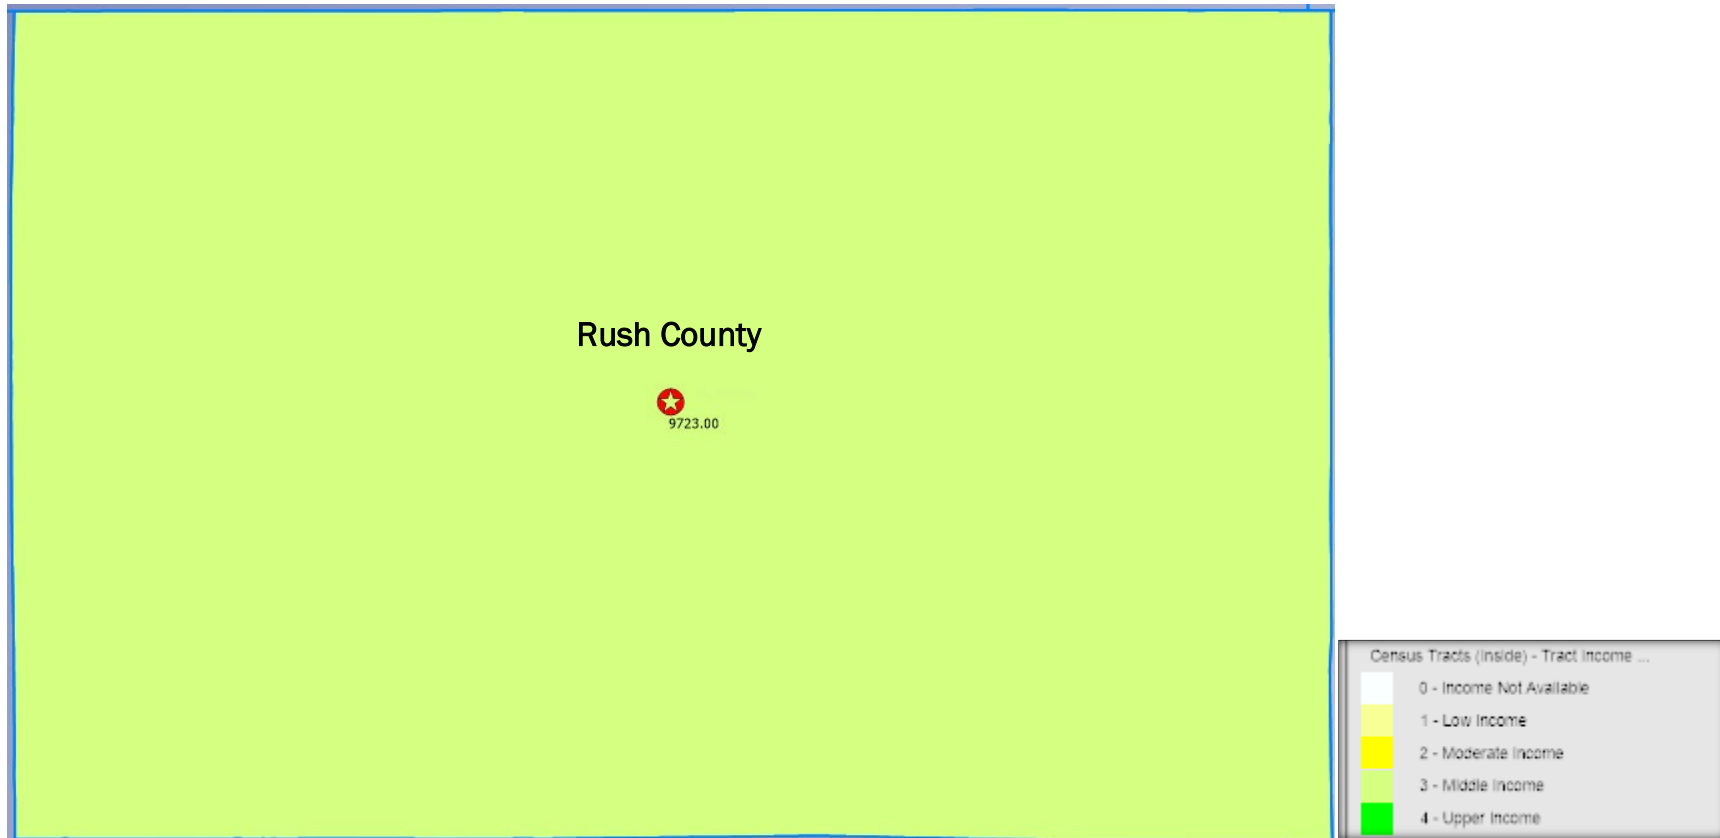 Rush County
9723.00
Census Tracts (Inside) - Tract Income ...
0 - Income Not Available
1 - Low Income
2 - Moderate Income
3 - Middle Income
4 - Upper Income